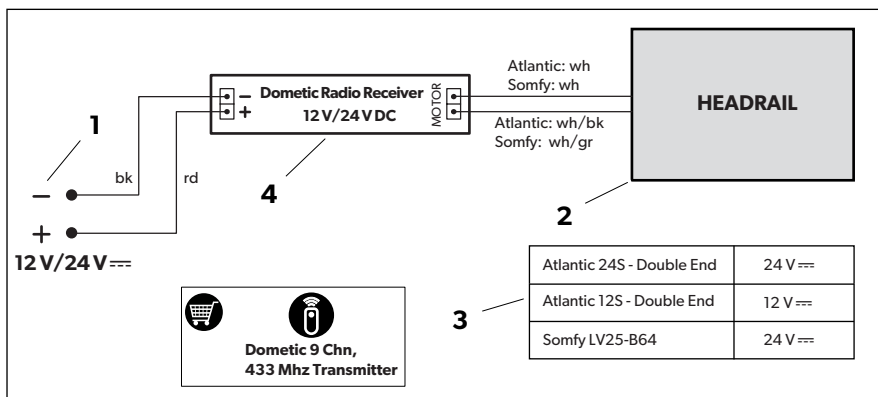 Atlantic: wh
Somfy: wh
Dometic Radio Receiver
12 V/24 V DC
−
+
MOTOR
HEADRAIL
Atlantic: wh/bk
Somfy: wh/gr
1
bk
rd
4
2
−
+
12 V/24 V⎓
3
Atlantic 24S - Double End 24 V⎓
Atlantic 12S - Double End 12 V⎓
Somfy LV25-B64 24 V⎓
Dometic 9 Chn,
433 Mhz Transmitter